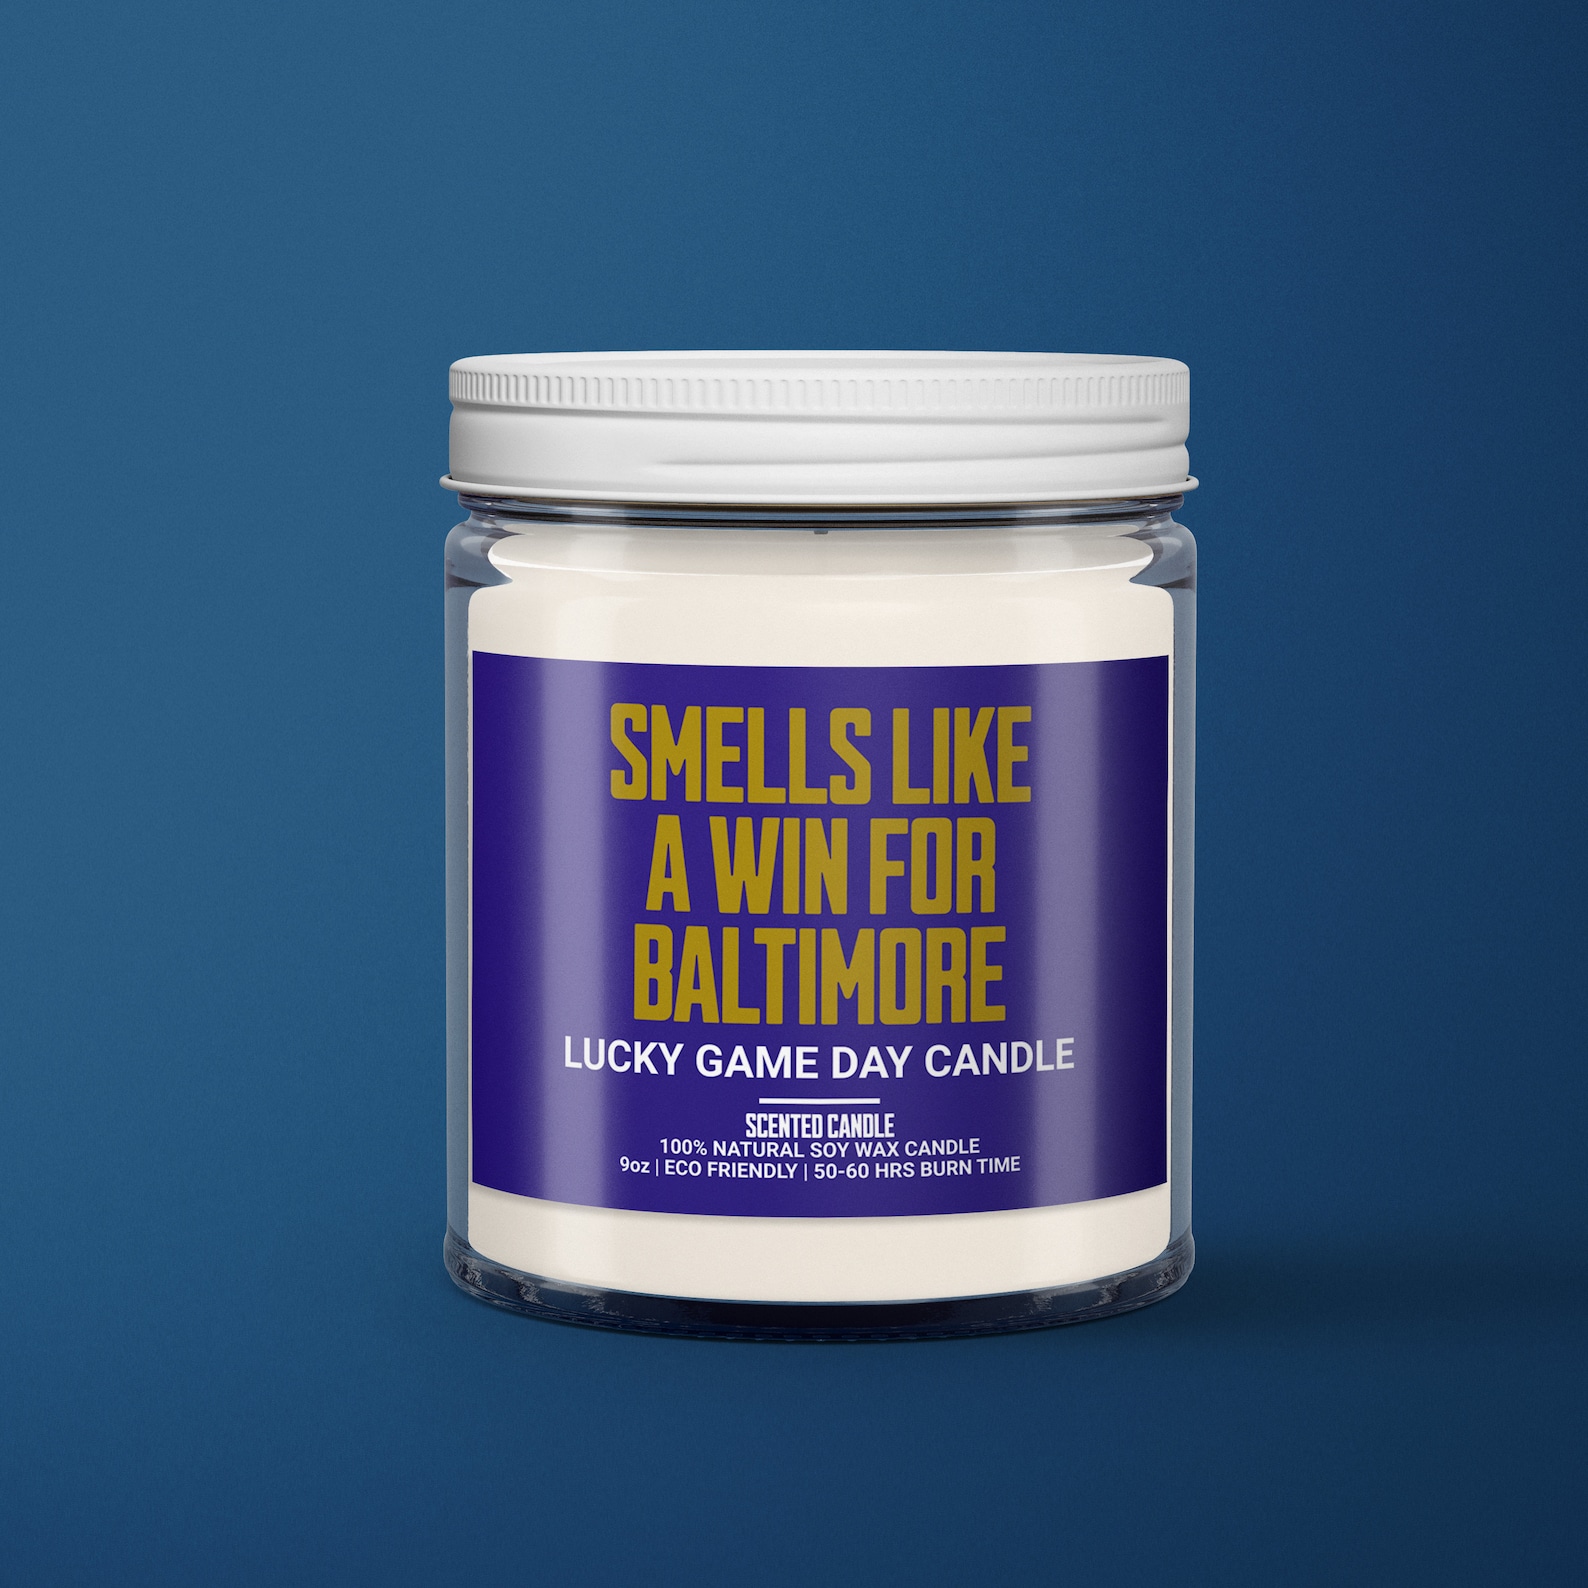 SMELLS LIKE
A WIN FOR
BALTIMORE
LUCKY GAME DAY CANDLE
SCENTED CANDLE
100% NATURAL SOY WAX CANDLE
9oz | ECO FRIENDLY | 50-60 HRS BURN TIME